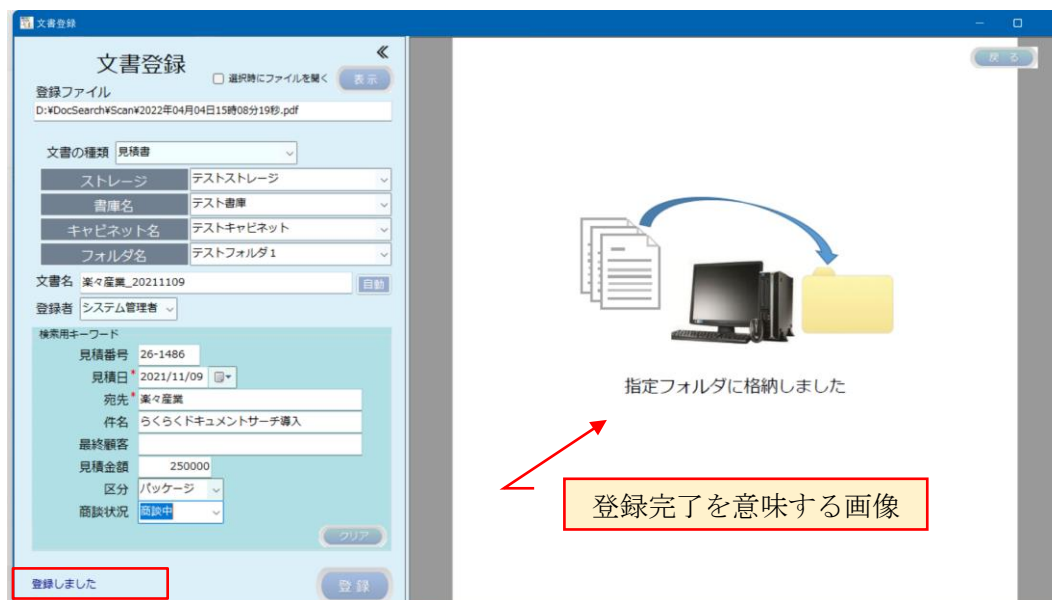 文書登録
文書登録
≪
選択時にファイルを開く
表 示
戻 る
登録ファイル
D:¥DocSearch¥Scan¥2022年04月04日15時08分19秒.pdf
文書の種類 見積書
ストレージ テストストレージ
書庫名 テスト書庫
キャビネット名 テストキャビネット
フォルダ名 テストフォルダ1
文書名 楽々産業_20211109 自動
登録者 システム管理者
検索用キーワード
見積番号 26-1486
見積日* 2021/11/09
宛先*楽々産業
件名 らくらくドキュメントサーチ導入
最終顧客
見積金額 250000
区分 パッケージ
商談状況 商談中
クリア
登録しました
登 録
指定フォルダに格納しました
登録完了を意味する画像